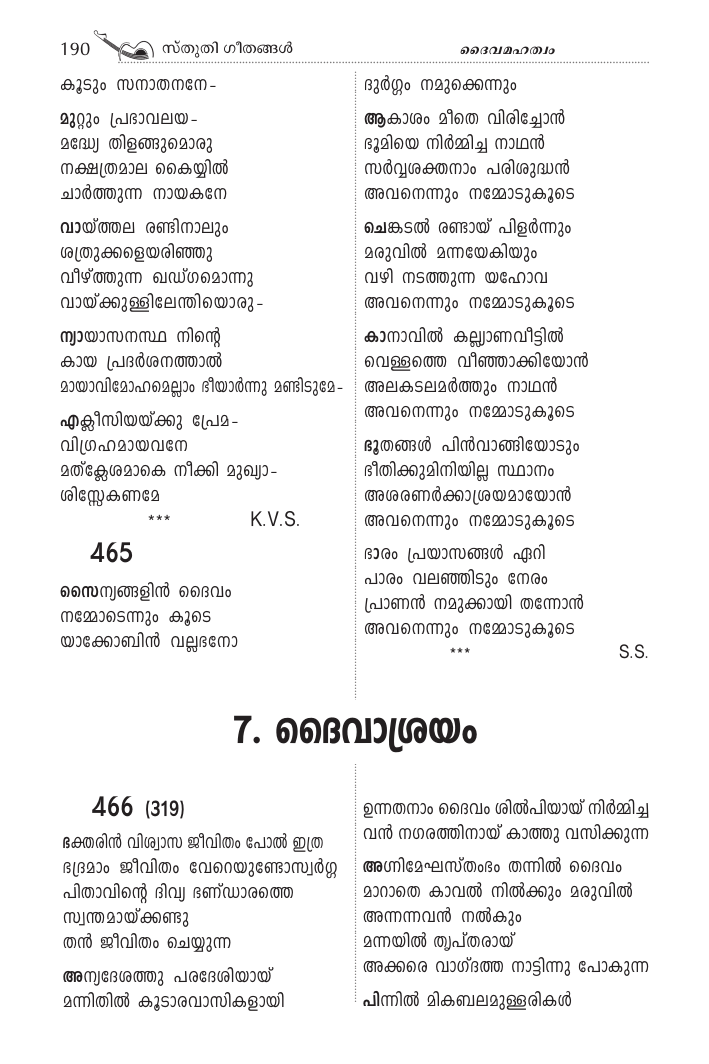 190 സ്തുതി ഗീതങ്ങൾ ദൈവമഹത്വം
കൂടും സനാതനനേ-
മുറ്റും പ്രഭാവലയ-
മദ്ധ്യേ തിളങ്ങുമൊരു
നക്ഷത്രമാല കൈയ്യിൽ
ചാർത്തുന്ന നായകനേ
വായ്ത്തല രണ്ടിനാലും
ശത്രുക്കളെയരിഞ്ഞു
വീഴ്ത്തുന്ന ഖഡ്ഗമൊന്നു
വായ്ക്കുള്ളിലേന്തിയൊരു-
ന്യായാസനസ്ഥ നിന്റെ
കായ പ്രദർശനത്താൽ
മായാവിമോഹമെല്ലാം ഭീയാർന്നു മണ്ടിടുമേ-
എക്ലീസിയയ്ക്കു പ്രേമ-
വിഗ്രഹമായവനേ
മത്ക്ലേശമാകെ നീക്കി മുഖ്യാ-
ശിസ്സേകണമേ
*** K.V.S.
465
സൈന്യങ്ങളിൻ ദൈവം
നമ്മോടെന്നും കൂടെ
യാക്കോബിൻ വല്ലഭനോ
ദുർഗ്ഗം നമുക്കെന്നും
ആകാശം മീതെ വിരിച്ചോൻ
ഭൂമിയെ നിർമ്മിച്ച നാഥൻ
സർവ്വശക്തനാം പരിശുദ്ധൻ
അവനെന്നും നമ്മോടുകൂടെ
ചെങ്കടൽ രണ്ടായ് പിളർന്നും
മരുവിൽ മന്നയേകിയും
വഴി നടത്തുന്ന യഹോവ
അവനെന്നും നമ്മോടുകൂടെ
കാനാവിൽ കല്ല്യാണവീട്ടിൽ
വെള്ളത്തെ വീഞ്ഞാക്കിയോൻ
അലകടലമർത്തും നാഥൻ
അവനെന്നും നമ്മോടുകൂടെ
ഭൂതങ്ങൾ പിൻവാങ്ങിയോടും
ഭീതിക്കുമിനിയില്ല സ്ഥാനം
അശരണർക്കാശ്രയമായോൻ
അവനെന്നും നമ്മോടുകൂടെ
ഭാരം പ്രയാസങ്ങൾ ഏറി
പാരം വലഞ്ഞിടും നേരം
പ്രാണൻ നമുക്കായി തന്നോൻ
അവനെന്നും നമ്മോടുകൂടെ
*** S.S.
7. ദൈവാശ്രയം
466 (319)
ഭക്തരിൻ വിശ്വാസ ജീവിതം പോൽ ഇത്ര
ഭദ്രമാം ജീവിതം വേറെയുണ്ടോസ്വർഗ്ഗ
പിതാവിന്റെ ദിവ്യ ഭണ്ഡാരത്തെ
സ്വന്തമായ്ക്കണ്ടു
തൻ ജീവിതം ചെയ്യുന്ന
അന്യദേശത്തു പരദേശിയായ്
മന്നിതിൽ കൂടാരവാസികളായി
ഉന്നതനാം ദൈവം ശിൽപിയായ് നിർമ്മിച്ച
വൻ നഗരത്തിനായ് കാത്തു വസിക്കുന്ന
അഗ്നിമേഘസ്തംഭം തന്നിൽ ദൈവം
മാറാതെ കാവൽ നിൽക്കും മരുവിൽ
അന്നന്നവൻ നൽകും
മന്നയിൽ തൃപ്തരായ്
അക്കരെ വാഗ്ദത്ത നാട്ടിന്നു പോകുന്ന
പിന്നിൽ മികബലമുള്ളരികൾ